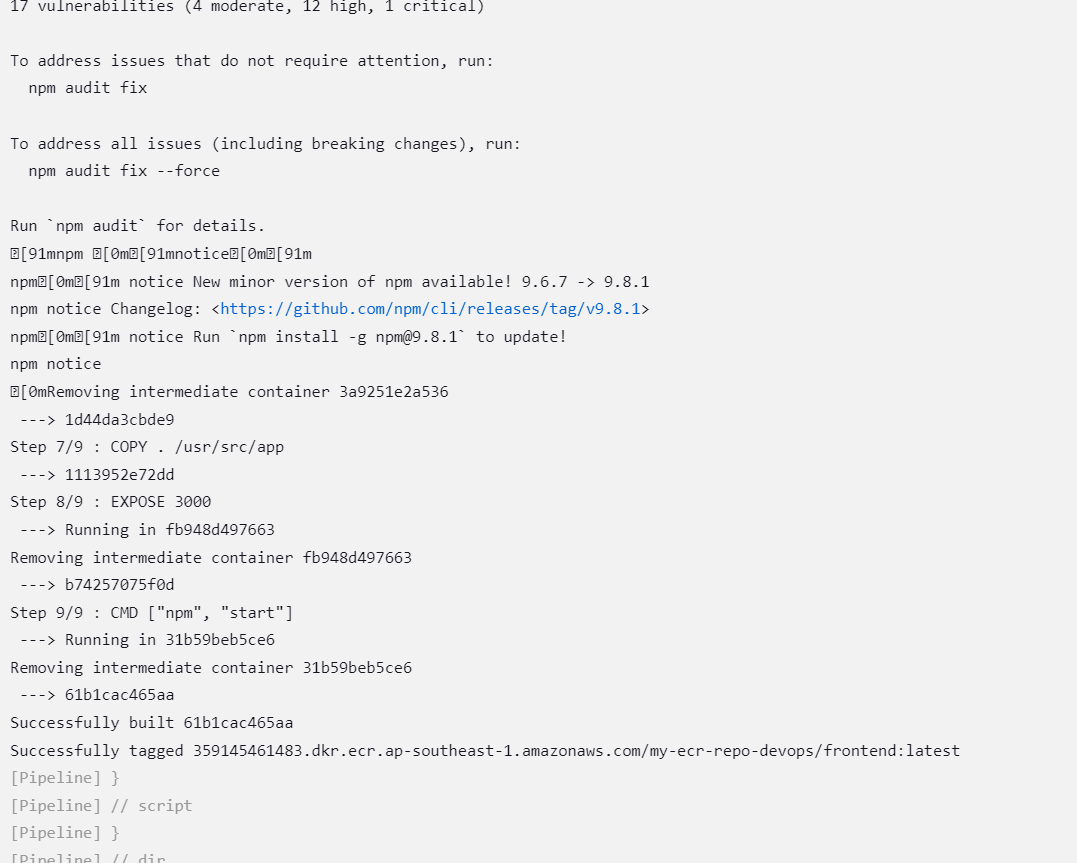 17 vulnerabilities (4 moderate, 12 high, 1 critical)
To address issues that do not require attention, run:
  npm audit fix
To address all issues (including breaking changes), run:
  npm audit fix --force
Run `npm audit` for details.
[91mnpm [0m[91mnotice[0m[91m
npm[0m[91m notice New minor version of npm available! 9.6.7 -> 9.8.1
npm notice Changelog: <https://github.com/npm/cli/releases/tag/v9.8.1>
npm[0m[91m notice Run `npm install -g npm@9.8.1` to update!
npm notice
[0mRemoving intermediate container 3a9251e2a536
 ---> 1d44da3cbde9
Step 7/9 : COPY . /usr/src/app
 ---> 1113952e72dd
Step 8/9 : EXPOSE 3000
 ---> Running in fb948d497663
Removing intermediate container fb948d497663
 ---> b74257075f0d
Step 9/9 : CMD ["npm", "start"]
 ---> Running in 31b59beb5ce6
Removing intermediate container 31b59beb5ce6
 ---> 61b1cac465aa
Successfully built 61b1cac465aa
Successfully tagged 359145461483.dkr.ecr.ap-southeast-1.amazonaws.com/my-ecr-repo-devops/frontend:latest
[Pipeline] }
[Pipeline] // script
[Pipeline] }
[Pipeline] // dir